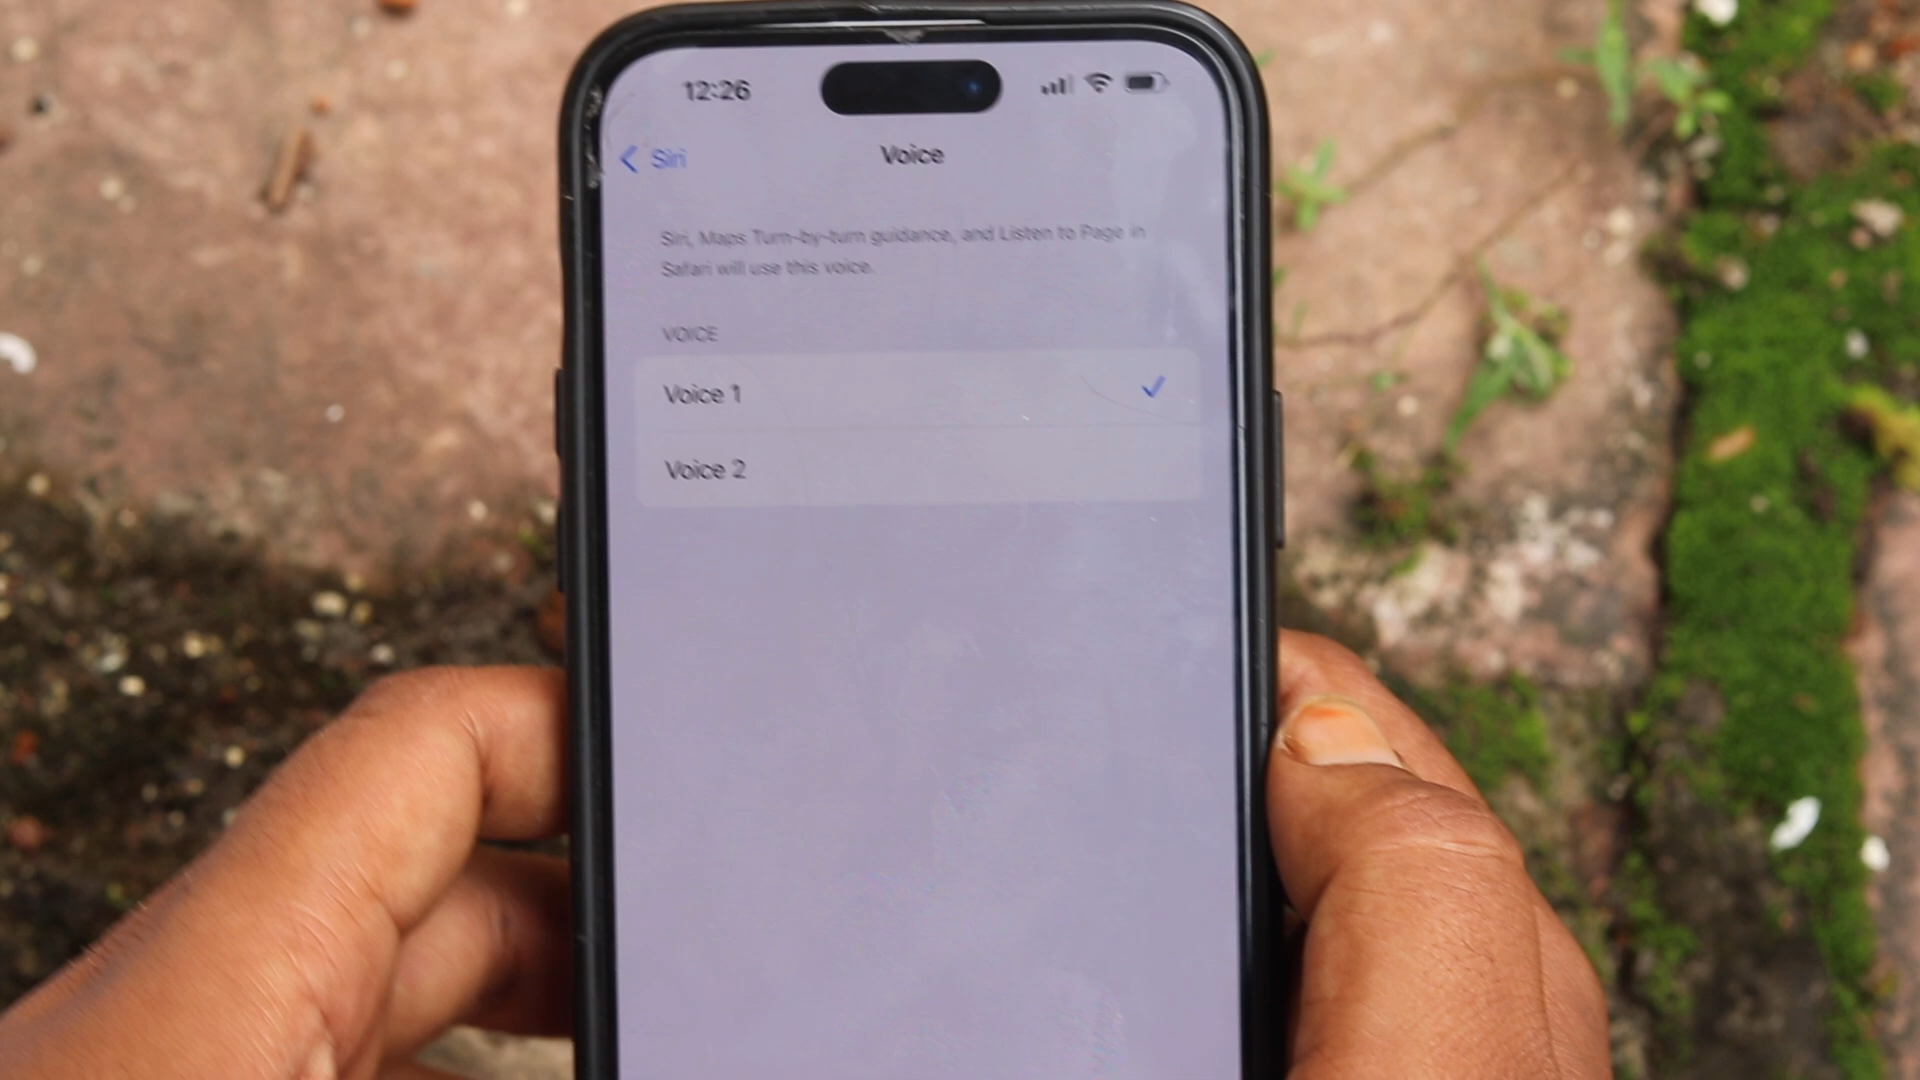 12:26
Siri
Voice
Siri, Maps Turn-by-turn guidance, and Listen to Page in
Safari will use this voice.
VOICE
Voice 1
Voice 2